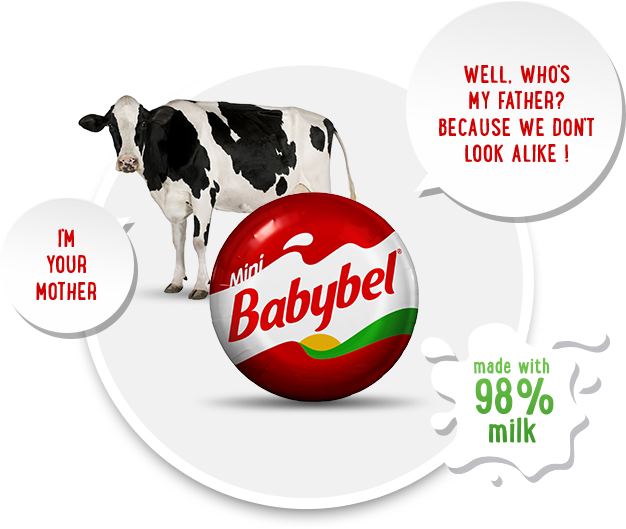 WELL, WHO'S
MY FATHER?
BECAUSE WE DON'T
LOOK ALIKE !
I'M
YOUR
MOTHER
Mini
Babybel®
made with
98%
milk